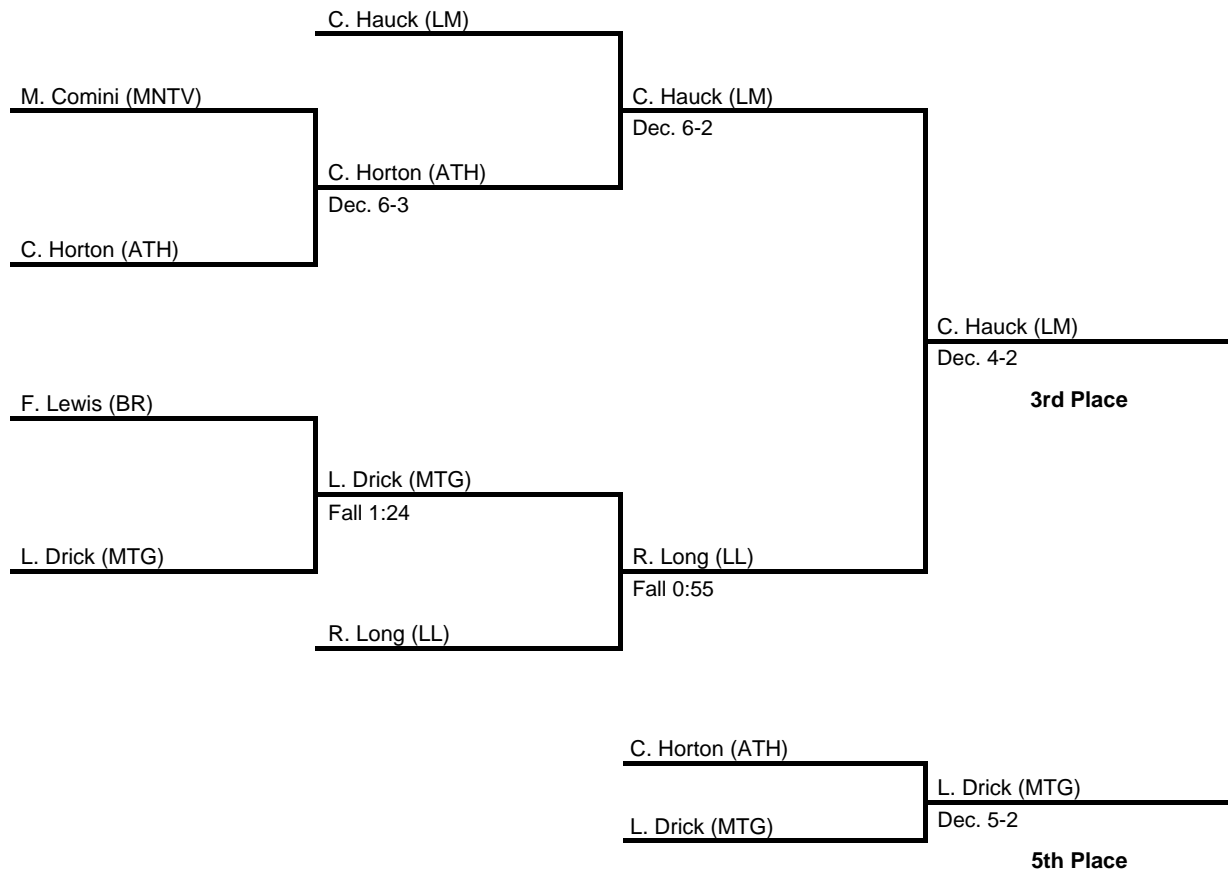 C. Hauck (LM)
M. Comini (MNTV)
C. Hauck (LM)
Dec. 6-2
C. Horton (ATH)
Dec. 6-3
C. Horton (ATH)
C. Hauck (LM)
Dec. 4-2
3rd Place
F. Lewis (BR)
L. Drick (MTG)
Fall 1:24
L. Drick (MTG)
R. Long (LL)
Fall 0:55
R. Long (LL)
C. Horton (ATH)
L. Drick (MTG)
Dec. 5-2
L. Drick (MTG)
5th Place